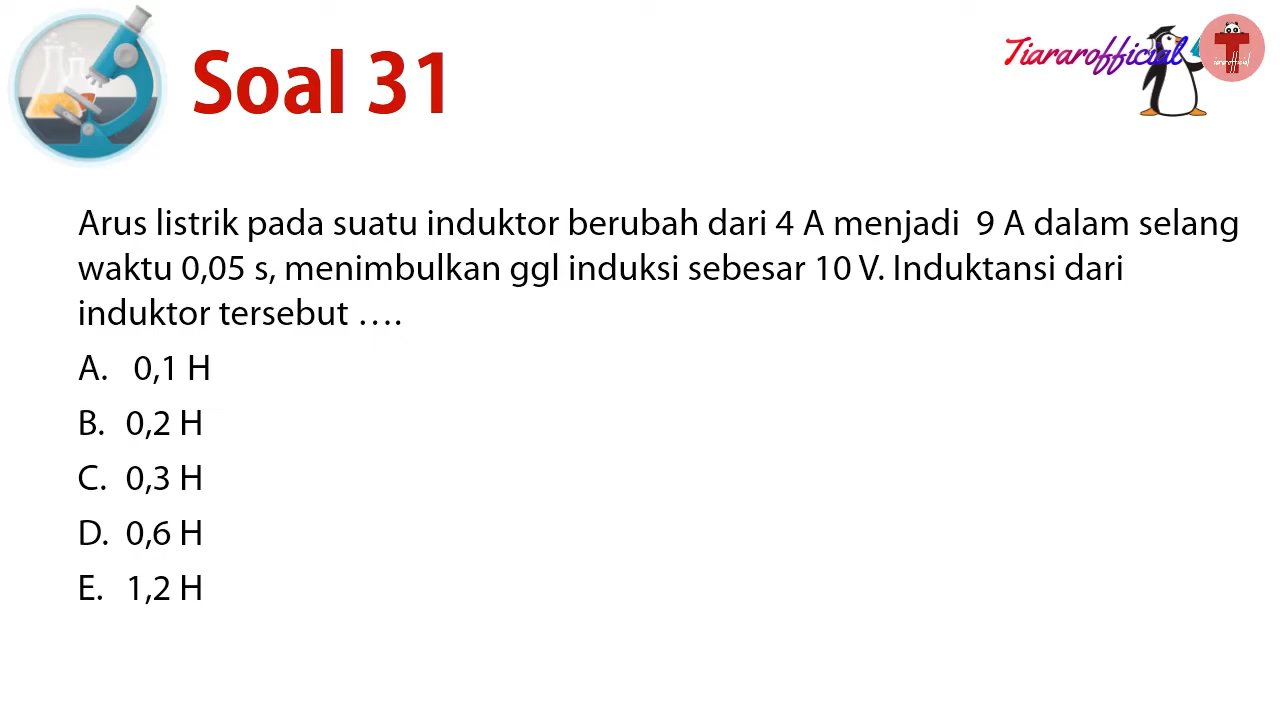 Soal 31
Tiararofficial
T
tiararofficial
Arus listrik pada suatu induktor berubah dari 4 A menjadi 9 A dalam selang
waktu 0,05 s, menimbulkan ggl induksi sebesar 10 V. Induktansi dari
induktor tersebut ….
A. 0,1 H
B. 0,2 H
C. 0,3 H
D. 0,6 H
E. 1,2 H